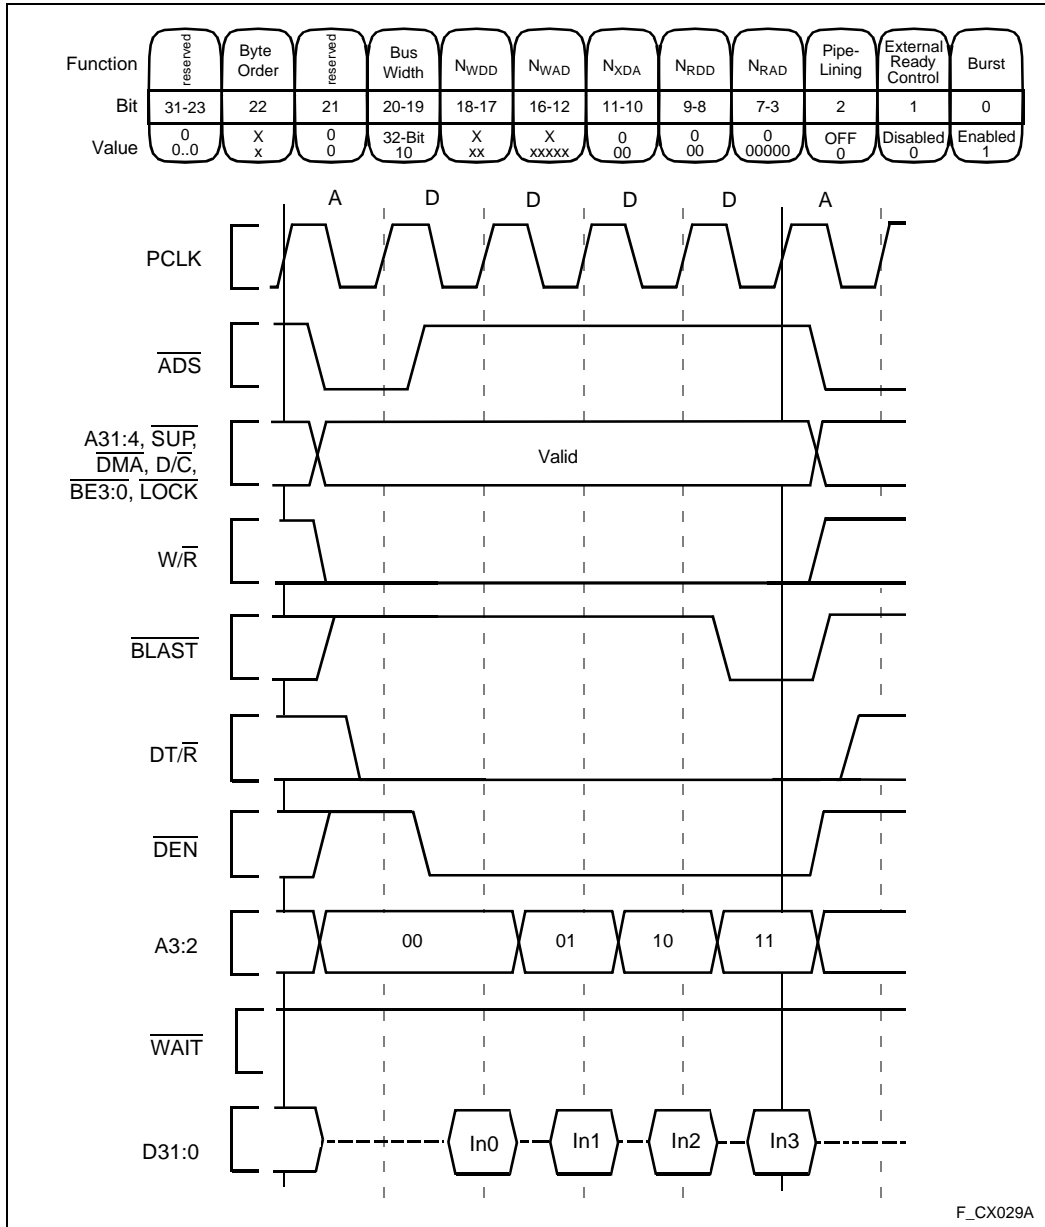 Function reserved Byte Order reserved Bus Width NWDD NWAD NXDA NRDD NRAD Pipe-Lining External Ready Control Burst
Bit 31-23 22 21 20-19 18-17 16-12 11-10 9-8 7-3 2 1 0
Value 0 0..0 X x 0 0 32-Bit 10 X xx X xxxxx 0 00 0 00 0 00000 OFF 0 Disabled 0 Enabled 1
A D D D D A
PCLK
ADS
A31:4, SUP,
DMA, D/C,
BE3:0, LOCK
Valid
W/R
BLAST
DT/R
DEN
A3:2 00 01 10 11
WAIT
D31:0 In0 In1 In2 In3
F_CX029A